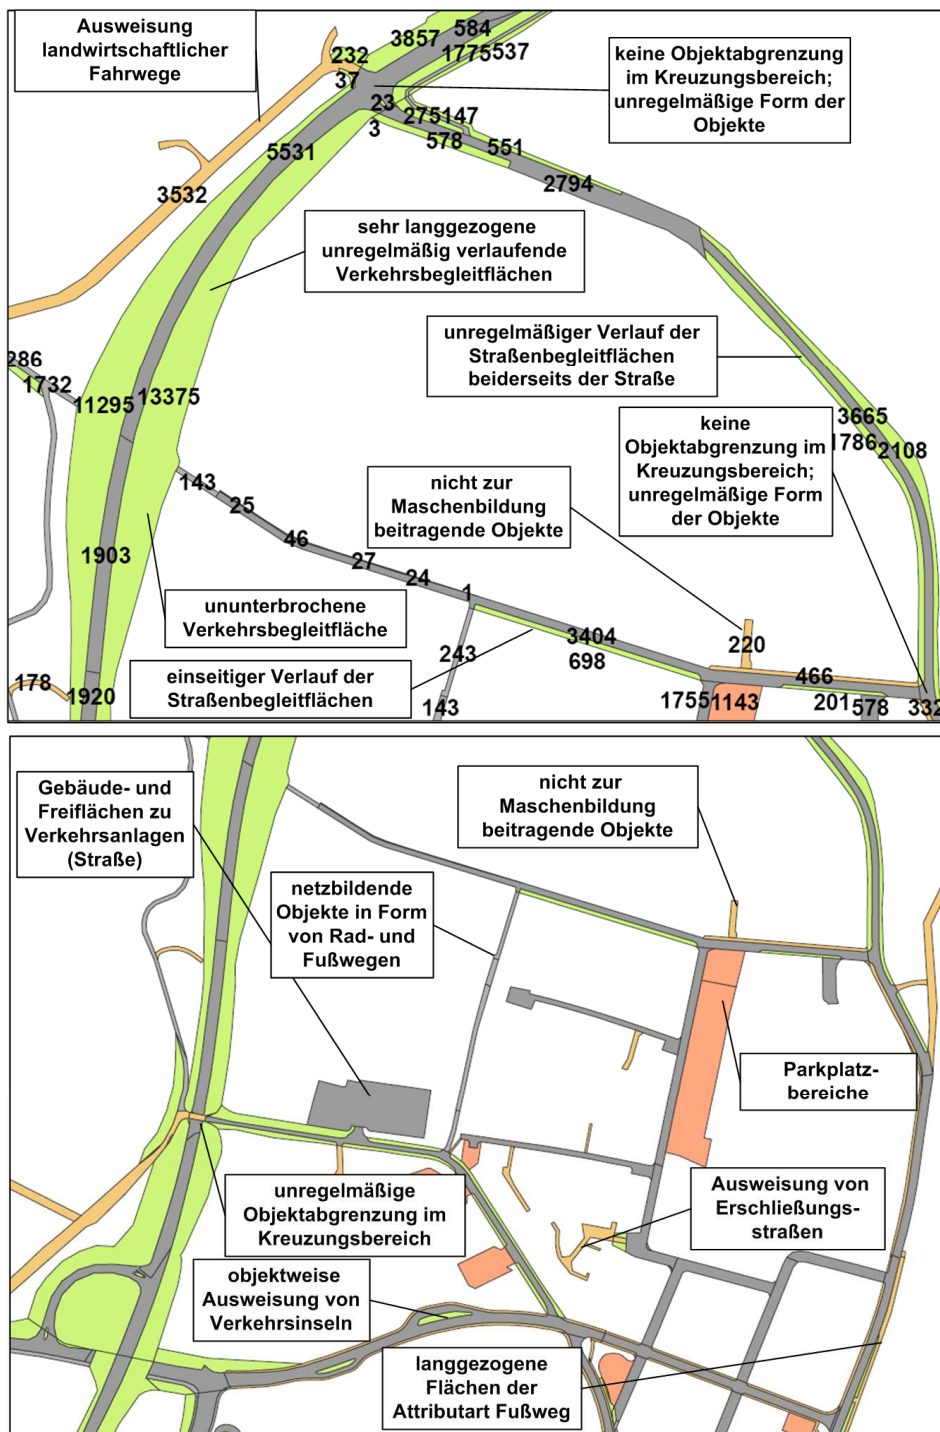 Ausweisung
landwirtschaftlicher
Fahrwege
232
37
3857
584
1775
537
keine Objektabgrenzung
im Kreuzungsbereich;
unregelmäßige Form der
Objekte
23
3
275147
578
551
2794
5531
3532
sehr langgezogene
unregelmäßig verlaufende
Verkehrsbegleitflächen
unregelmäßiger Verlauf der
Straßenbegleitflächen
beiderseits der Straße
286
1732
11295
13375
3665
1786
2108
keine
Objektabgrenzung im
Kreuzungsbereich;
unregelmäßige Form
der Objekte
nicht zur
Maschenbildung
beitragende Objekte
143
25
46
27
24
1
1903
ununterbrochene
Verkehrsbegleitfläche
3404
698
220
243
466
einseitiger Verlauf der
Straßenbegleitflächen
178
1920
143
1755
1143
201
578
332
Gebäude- und
Freiflächen zu
Verkehrsanlagen
(Straße)
nicht zur
Maschenbildung
beitragende Objekte
netzbildende
Objekte in Form
von Rad- und
Fußwegen
Parkplatz-
bereiche
unregelmäßige
Objektabgrenzung im
Kreuzungsbereich
Ausweisung von
Erschließungs-
straßen
objektweise
Ausweisung von
Verkehrsinseln
langgezogene
Flächen der
Attributart Fußweg